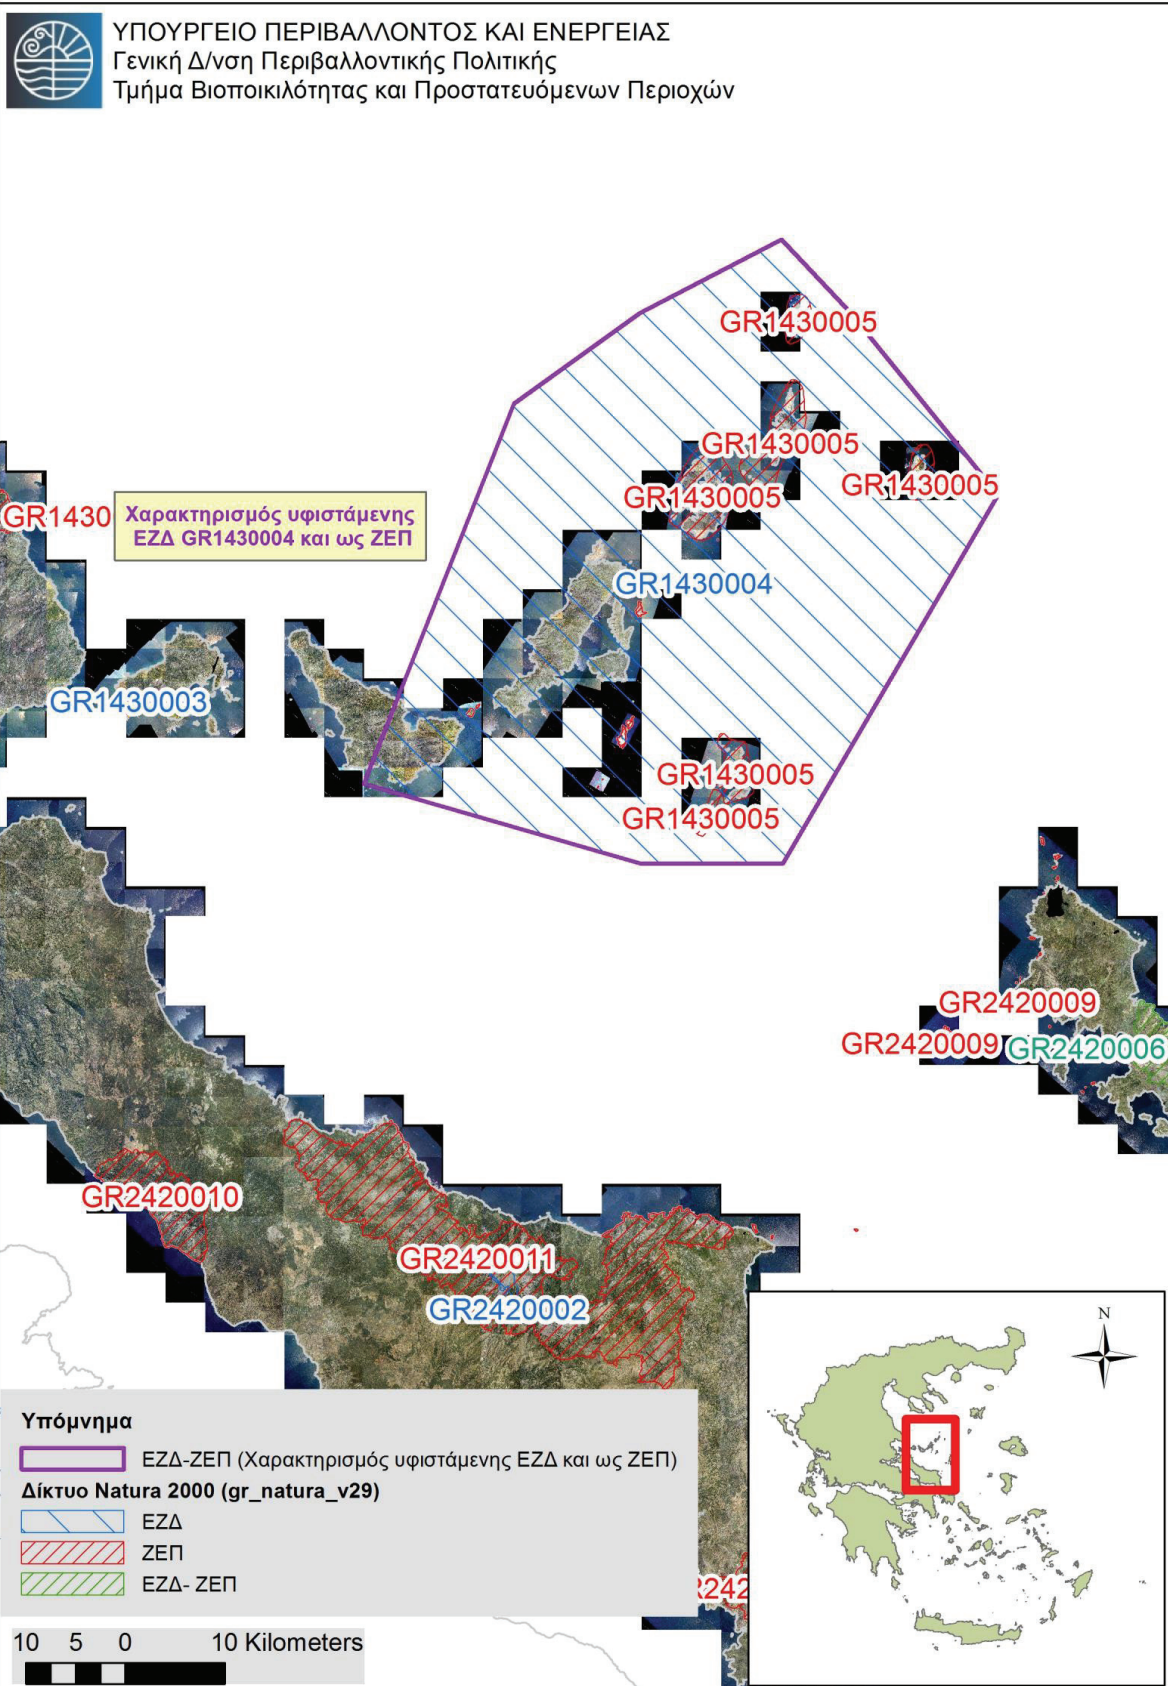 ΥΠΟΥΡΓΕΙΟ ΠΕΡΙΒΑΛΛΟΝΤΟΣ ΚΑΙ ΕΝΕΡΓΕΙΑΣ
Γενική Δ/νση Περιβαλλοντικής Πολιτικής
Τμήμα Βιοποικιλότητας και Προστατευόμενων Περιοχών
GR1430005
GR1430005
GR1430005
GR1430005
GR1430
Χαρακτηρισμός υφιστάμενης
ΕΖΔ GR1430004 και ως ΖΕΠ
GR1430004
GR1430003
GR1430005
GR1430005
GR2420009
GR2420009
GR2420006
GR2420010
GR2420011
GR2420002
Υπόμνημα
ΕΖΔ-ΖΕΠ (Χαρακτηρισμός υφιστάμενης ΕΖΔ και ως ΖΕΠ)
Δίκτυο Natura 2000 (gr_natura_v29)
ΕΖΔ
ΖΕΠ
ΕΖΔ- ΖΕΠ
10 5 0 10 Kilometers
N